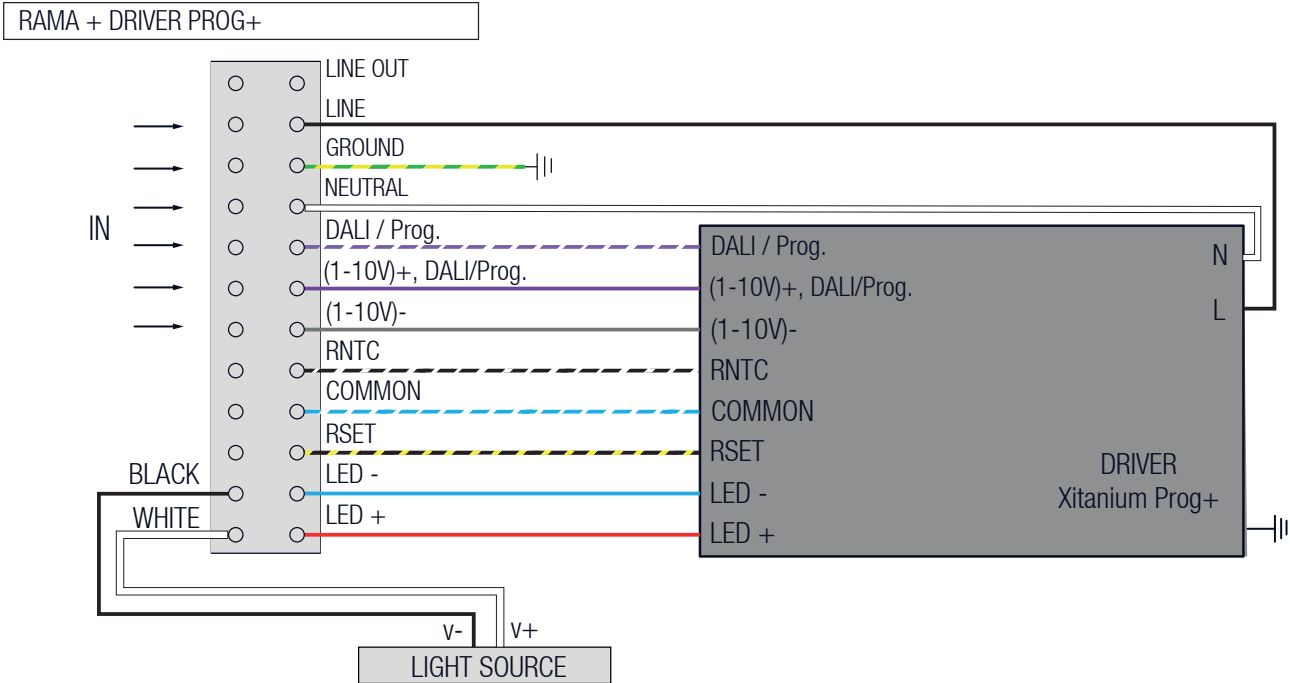 RAMA + DRIVER PROG+
LINE OUT
LINE
GROUND
NEUTRAL
IN
DALI / Prog.
DALI / Prog.
N
(1-10V)+, DALI/Prog.
(1-10V)+, DALI/Prog.
L
(1-10V)-
(1-10V)-
RNTC
RNTC
COMMON
COMMON
RSET
RSET
BLACK
LED -
LED -
DRIVER
Xitanium Prog+
WHITE
LED +
LED +
V-
V+
LIGHT SOURCE